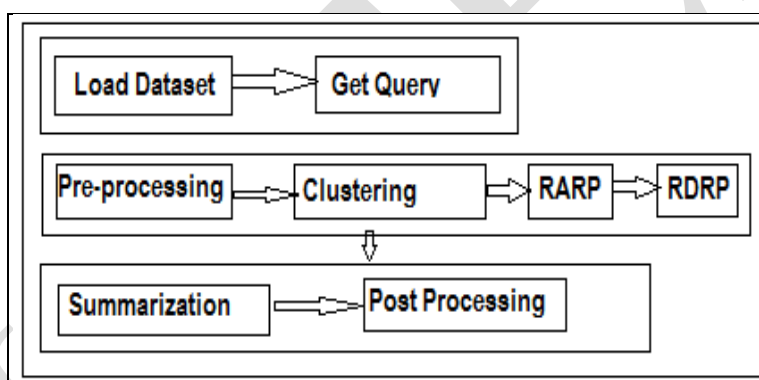 Load Dataset Get Query
Pre-processing Clustering RARP RDRP
Summarization Post Processing